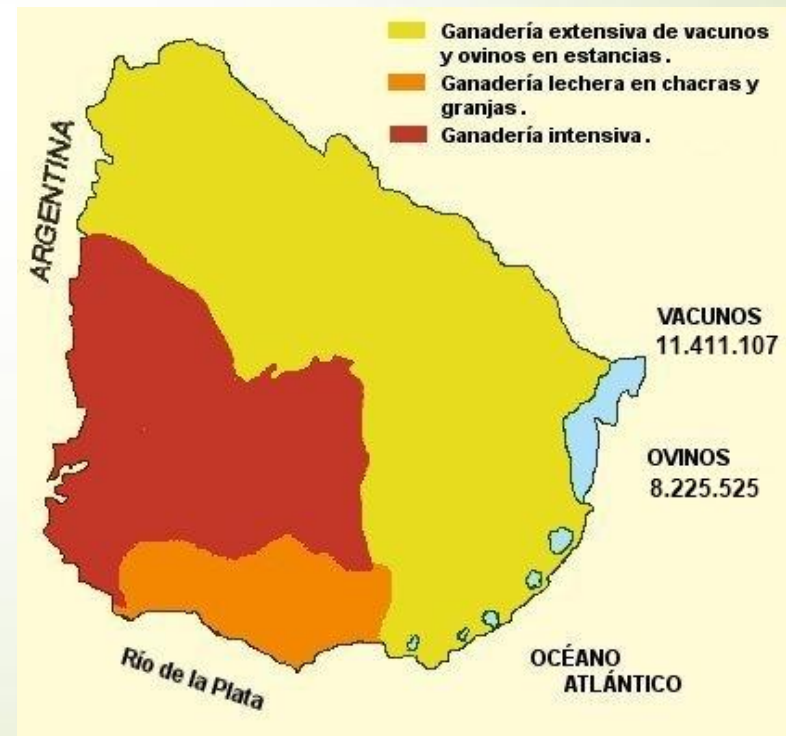 Ganadería extensiva de vacunos
y ovinos en estancias.
Ganadería lechera en chacras y
granjas.
Ganadería intensiva.
ARGENTINA
VACUNOS
11.411.107
OVINOS
8.225.525
Río de la Plata
OCÉANO
ATLÁNTICO